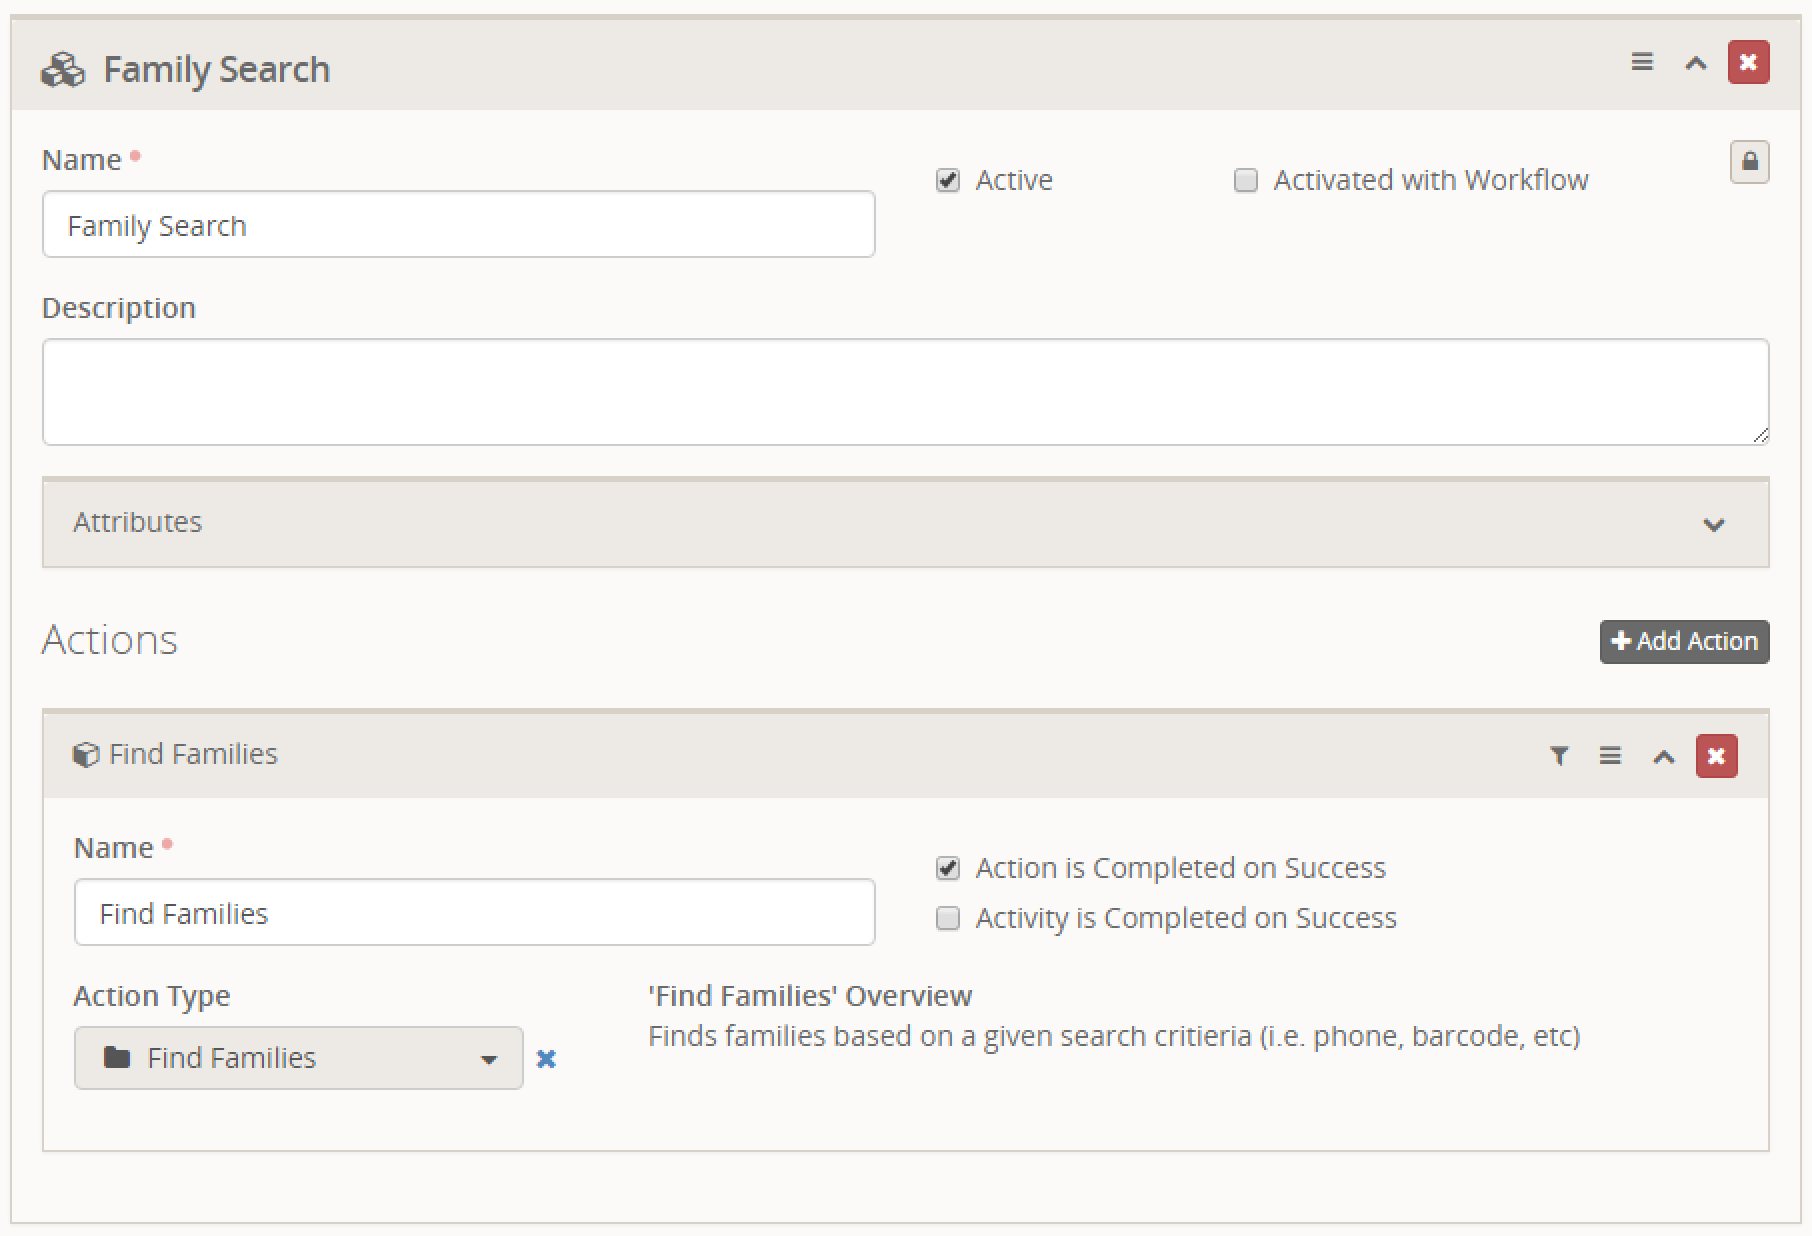 Family Search
Name
Active
Activated with Workflow
Family Search
Description
Attributes
Actions
Add Action
Find Families
Name
Action is Completed on Success
Find Families
Activity is Completed on Success
Action Type
'Find Families' Overview
Find Families
Finds families based on a given search critieria (i.e. phone, barcode, etc)